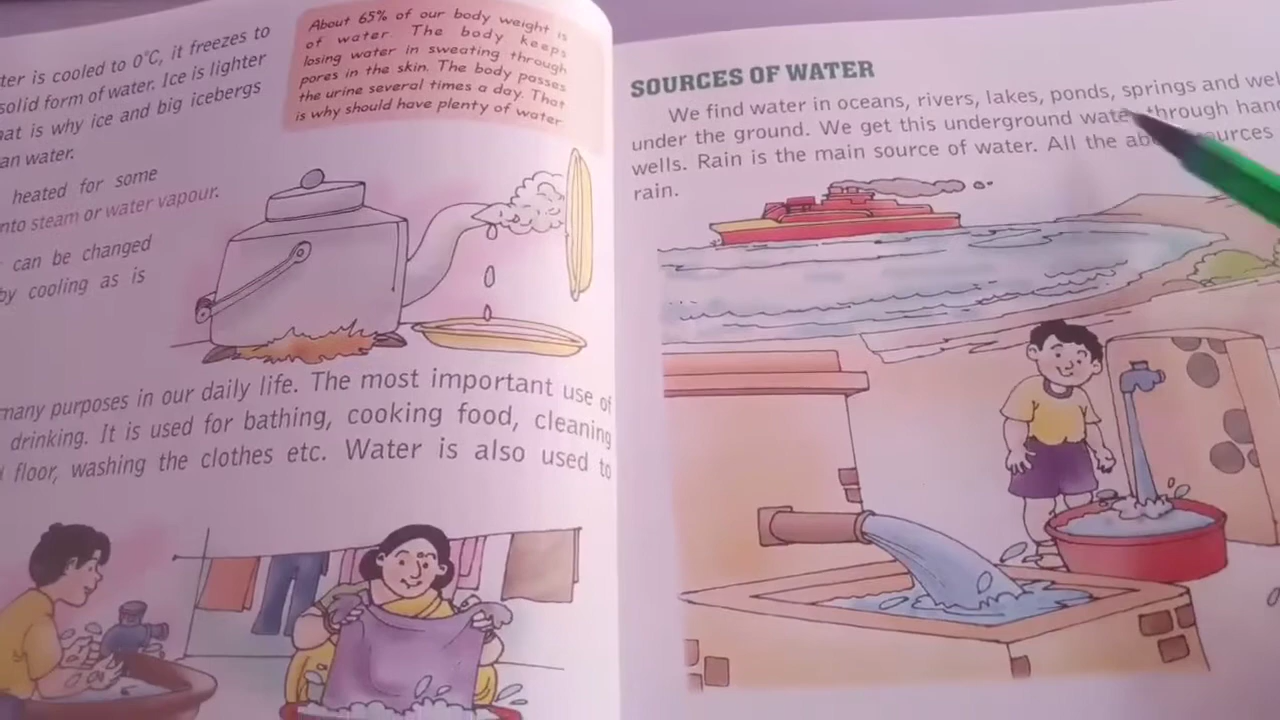 ter is cooled to 0°C, it freezes to
solid form of water. Ice is lighter
hat is why ice and big icebergs
an water.
heated for some
nto steam or water vapour.
can be changed
by cooling as is
About 65% of our body weight is
of water. The body keeps
losing water in sweating through
pores in the skin. The body passes
the urine several times a day. That
is why should have plenty of water
many purposes in our daily life. The most important use of
drinking. It is used for bathing, cooking food, cleaning
floor, washing the clothes etc. Water is also used to
SOURCES OF WATER
We find water in oceans, rivers, lakes, ponds, springs and wel
under the ground. We get this underground water through han
wells. Rain is the main source of water. All the ab ources
rain.